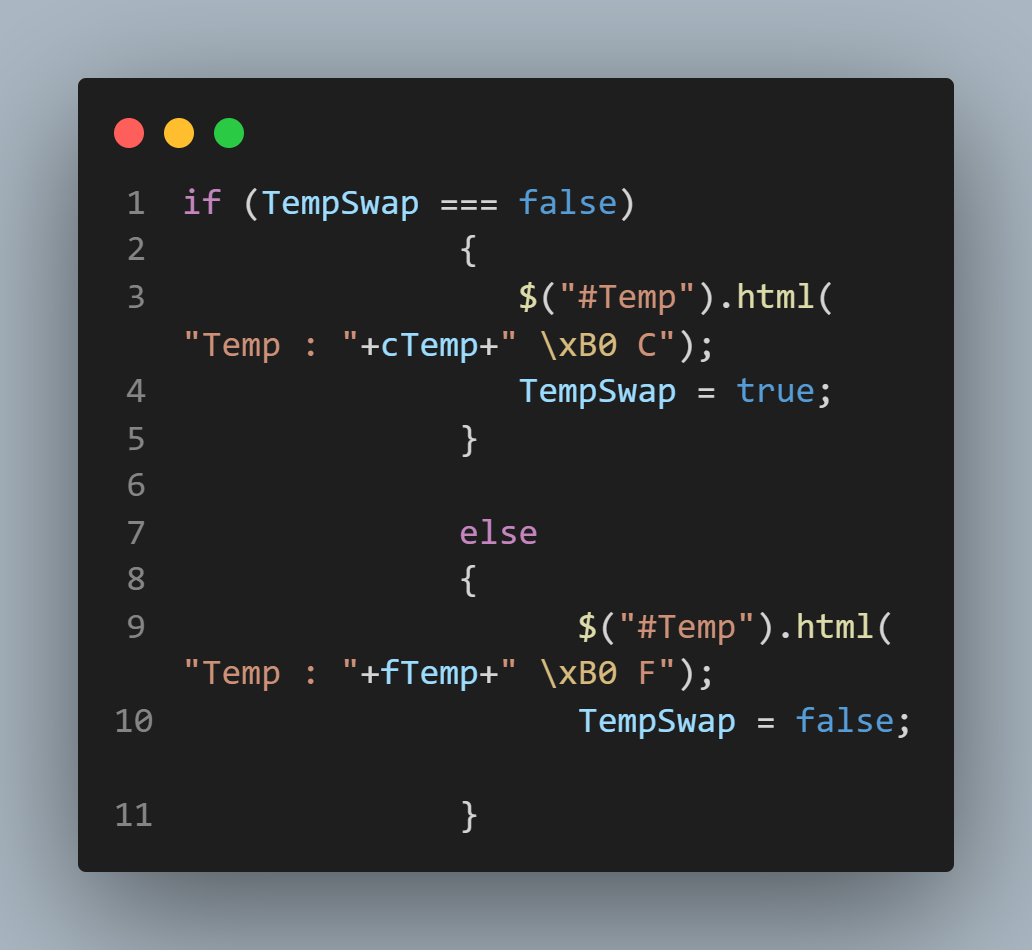 1 if (TempSwap === false)
2 {
3 $("#Temp").html(
"Temp : "+cTemp+" \xB0 C");
4 TempSwap = true;
5 }
6
7 else
8 {
9 $("#Temp").html(
"Temp : "+fTemp+" \xB0 F");
10 TempSwap = false;
11 }